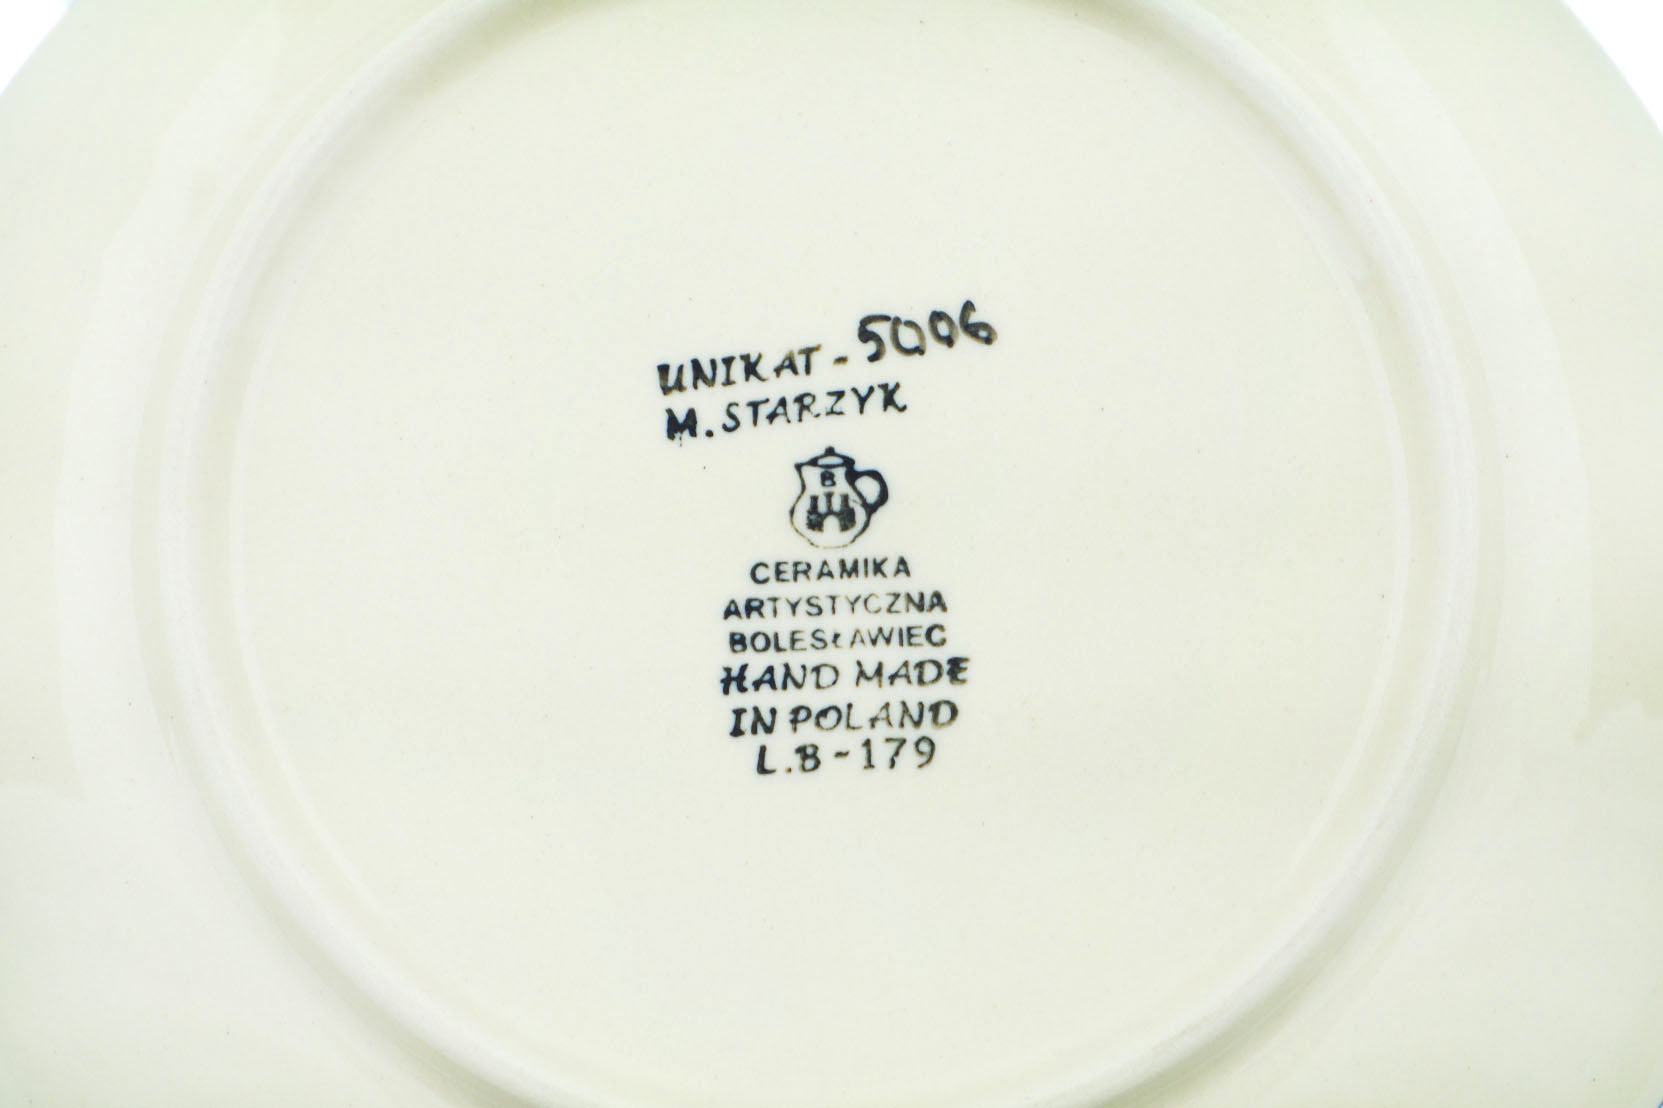 UNIKAT - 5006
M. STARZYK
B
CERAMIKA
ARTYSTYCZNA
BOLESŁAWIEC
HAND MADE
IN POLAND
L.B - 179